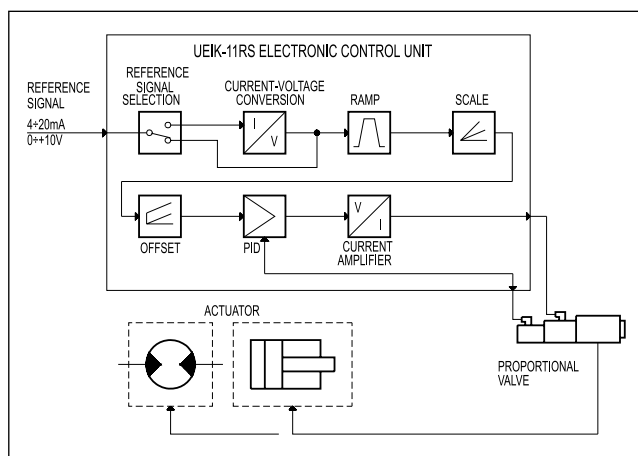 UEIK-11RS ELECTRONIC CONTROL UNIT
REFERENCE
SIGNAL
4÷20mA
0÷+10V
REFERENCE
SIGNAL
SELECTION
CURRENT-VOLTAGE
CONVERSION
I
V
RAMP
SCALE
OFFSET
PID
V
I
CURRENT
AMPLIFIER
ACTUATOR
PROPORTIONAL
VALVE